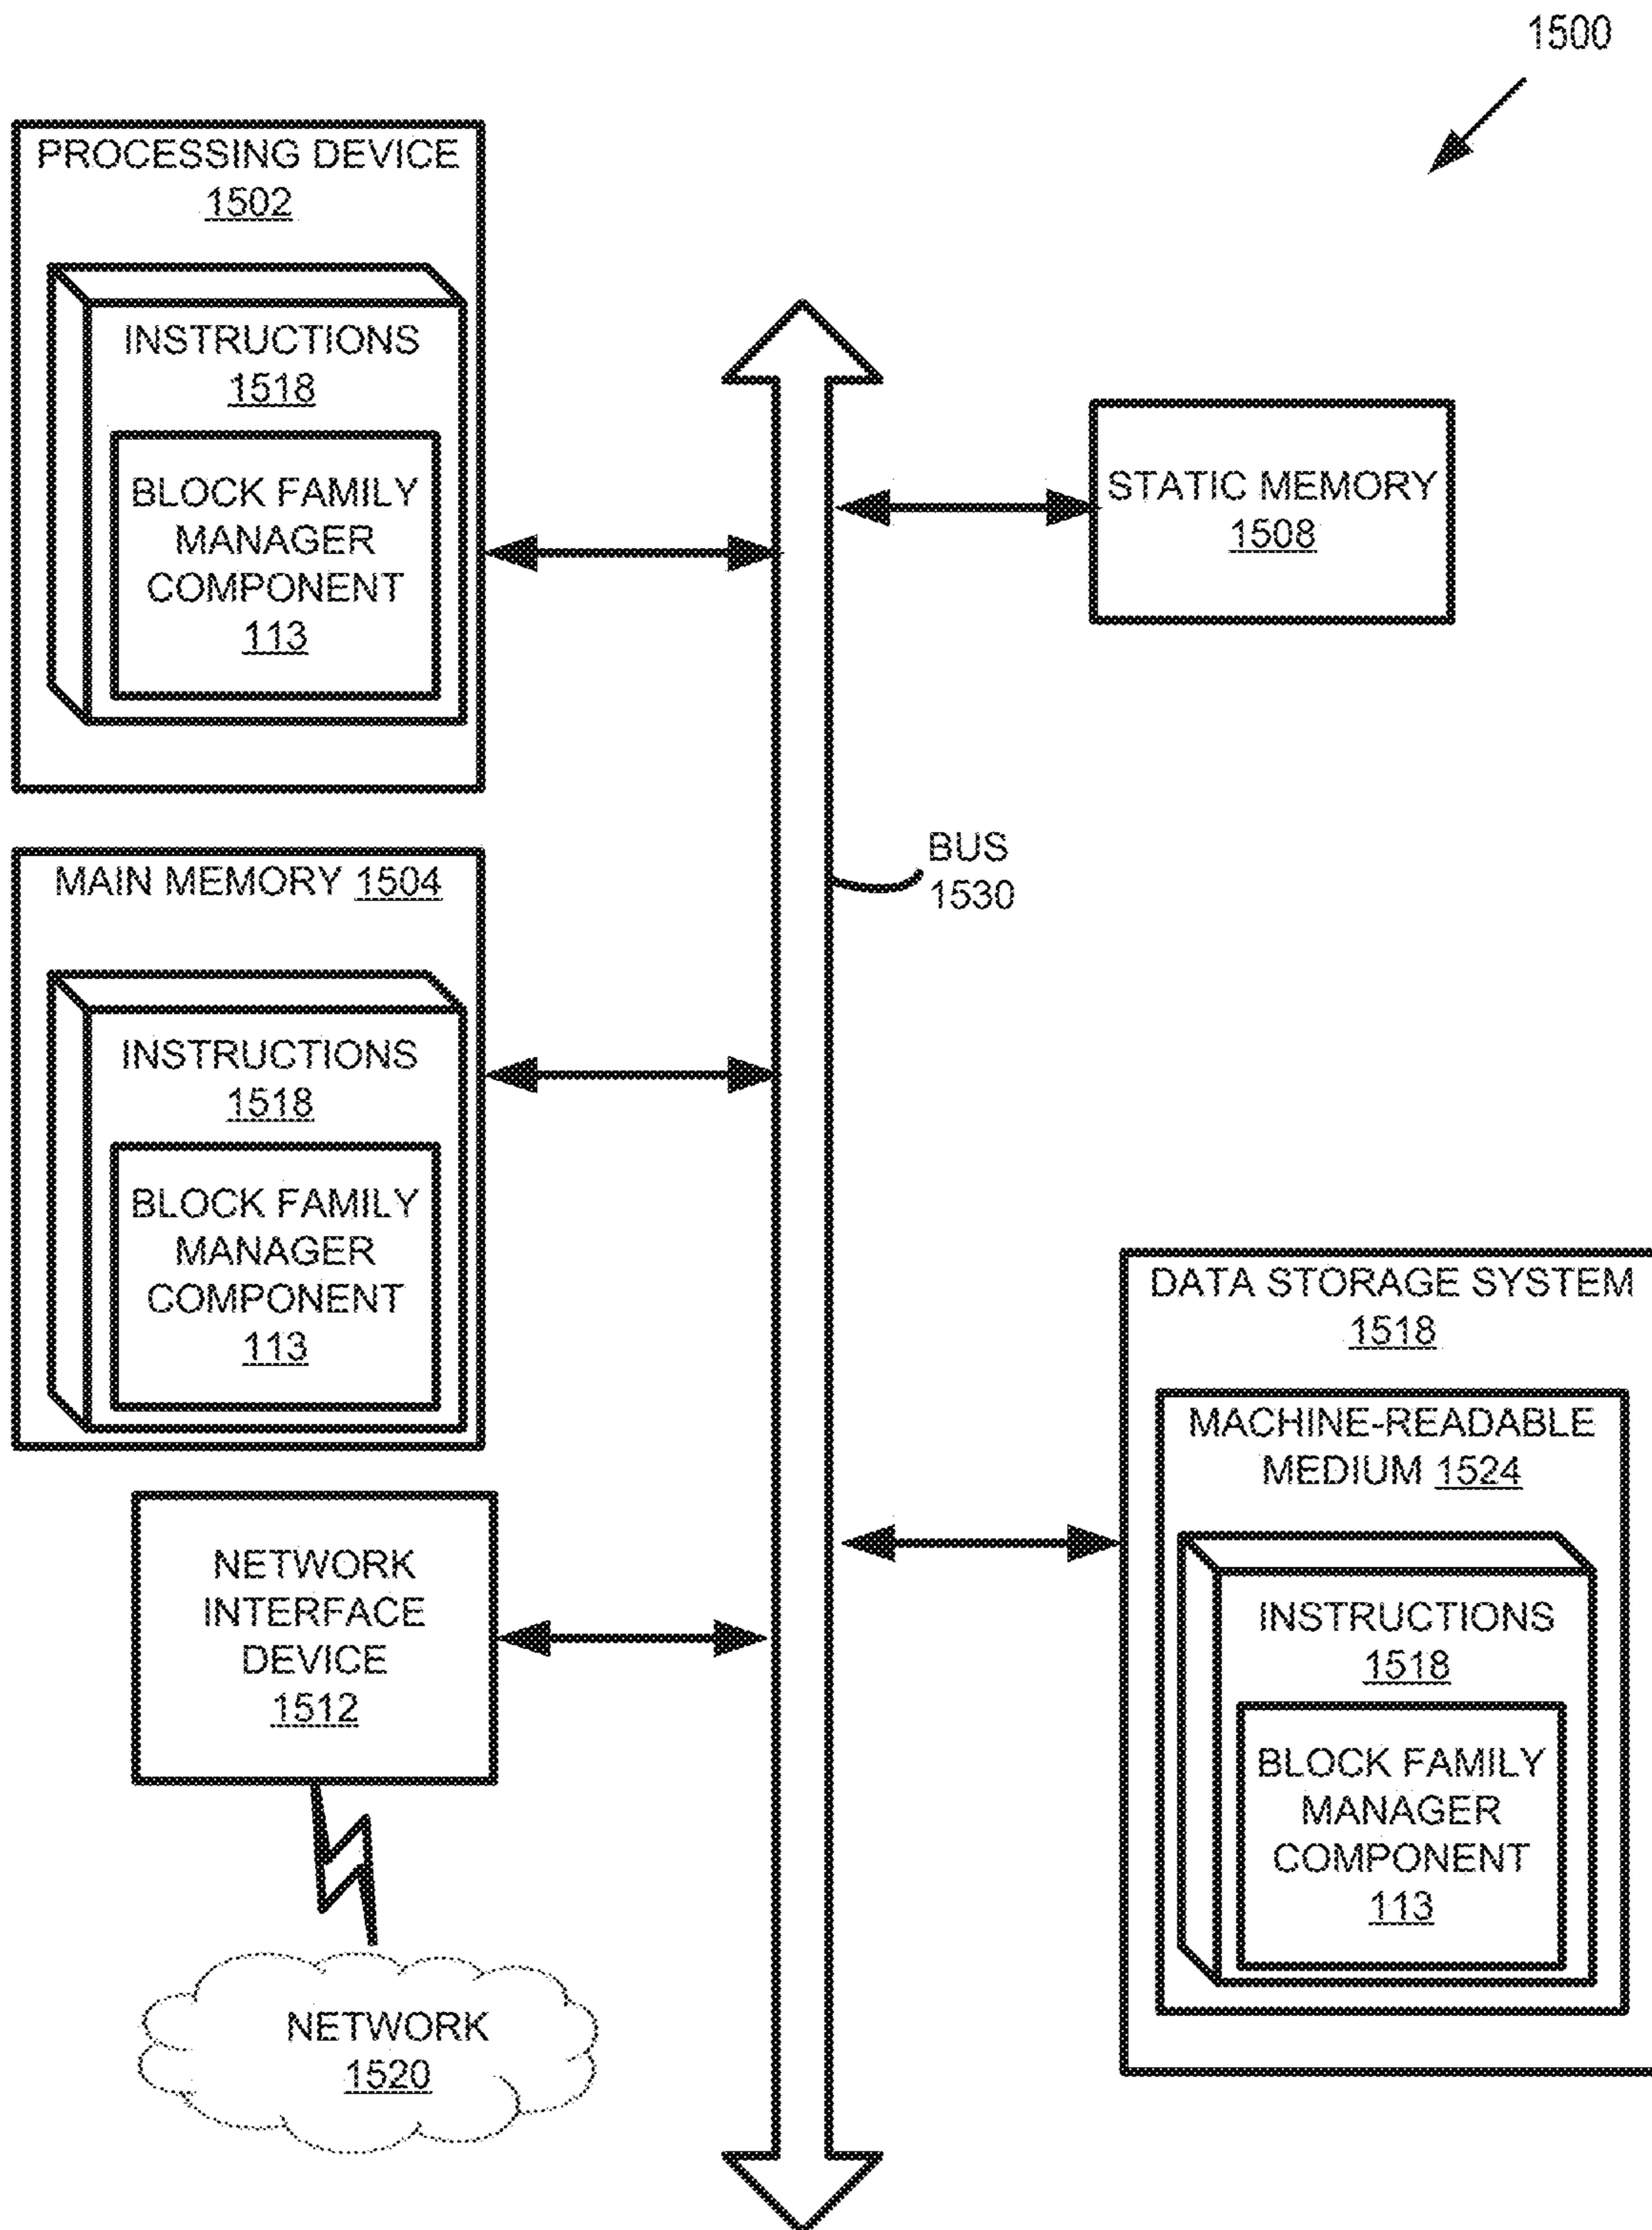 1500
PROCESSING DEVICE
1502
INSTRUCTIONS
1518
BLOCK FAMILY
MANAGER
COMPONENT
113
STATIC MEMORY
1508
BUS
1530
MAIN MEMORY 1504
INSTRUCTIONS
1518
BLOCK FAMILY
MANAGER
COMPONENT
113
DATA STORAGE SYSTEM
1518
MACHINE-READABLE
MEDIUM 1524
INSTRUCTIONS
1518
BLOCK FAMILY
MANAGER
COMPONENT
113
NETWORK
INTERFACE
DEVICE
1512
NETWORK
1520